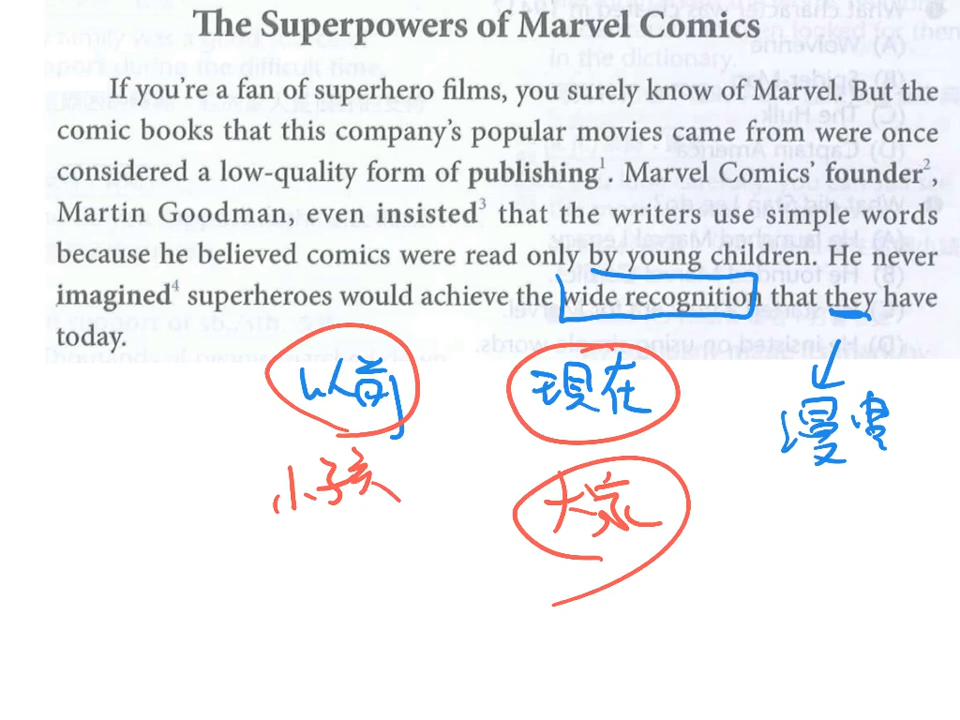 The Superpowers of Marvel Comics
If you're a fan of superhero films, you surely know of Marvel. But the
comic books that this company's popular movies came from were once
considered a low-quality form of publishing¹. Marvel Comics founder²,
Martin Goodman, even insisted³ that the writers use simple words
because he believed comics were read only by young children. He never
imagined⁴ superheroes would achieve the wide recognition that they have
today.
以前 現在 漫畫
小孩 大家